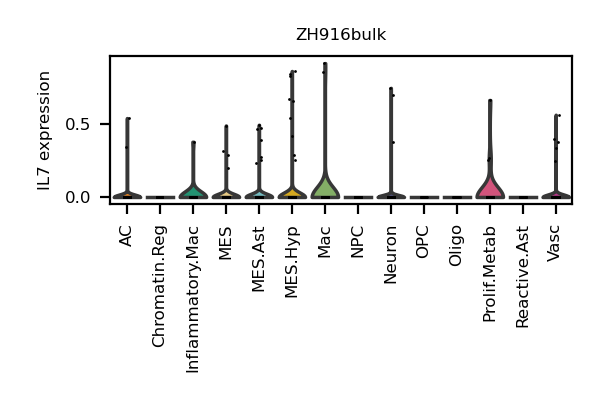 ZH916bulk
IL7 expression
0.5
0.0
AC
Chromatin.Reg
Inflammatory.Mac
MES
MES.Ast
MES.Hyp
Mac
NPC
Neuron
OPC
Oligo
Prolif.Metab
Reactive.Ast
Vasc